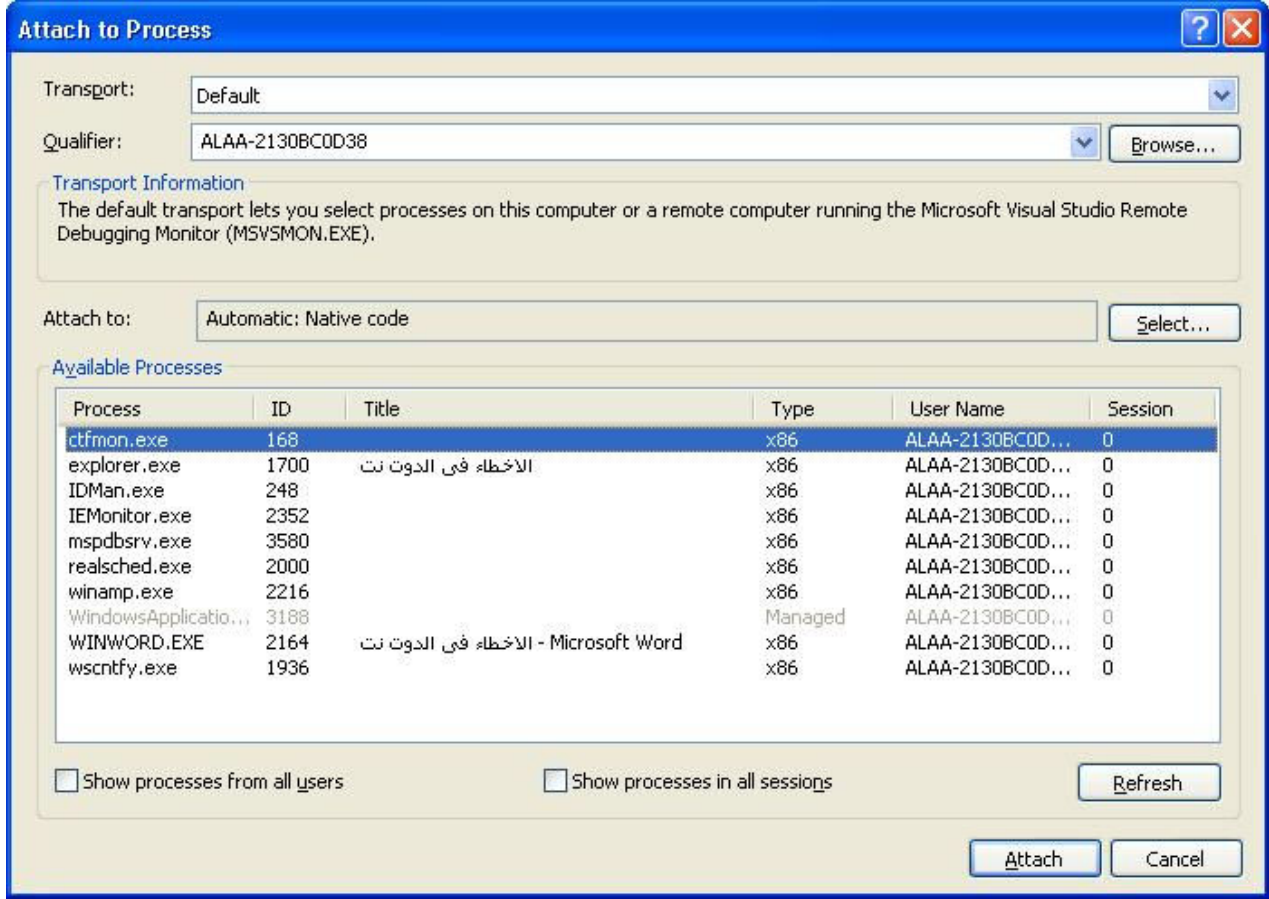 Attach to Process
Transport: Default
Qualifier: ALAA-2130BC0D38 Browse...
Transport Information
The default transport lets you select processes on this computer or a remote computer running the Microsoft Visual Studio Remote
Debugging Monitor (MSVSMON.EXE).
Attach to: Automatic: Native code Select...
Available Processes
Process ID Title Type User Name Session
ctfmon.exe 168 x86 ALAA-2130BC0D... 0
explorer.exe 1700 الاخطاء فى الدوت نت x86 ALAA-2130BC0D... 0
IDMan.exe 248 x86 ALAA-2130BC0D... 0
IEMonitor.exe 2352 x86 ALAA-2130BC0D... 0
mspdbsrv.exe 3580 x86 ALAA-2130BC0D... 0
realsched.exe 2000 x86 ALAA-2130BC0D... 0
winamp.exe 2216 x86 ALAA-2130BC0D... 0
WindowsApplicatio... 3188 Managed ALAA-2130BC0D... 0
WINWORD.EXE 2164 الاخطاء فى الدوت نت - Microsoft Word x86 ALAA-2130BC0D... 0
wscntfy.exe 1936 x86 ALAA-2130BC0D... 0
Show processes from all users Show processes in all sessions Refresh
Attach Cancel